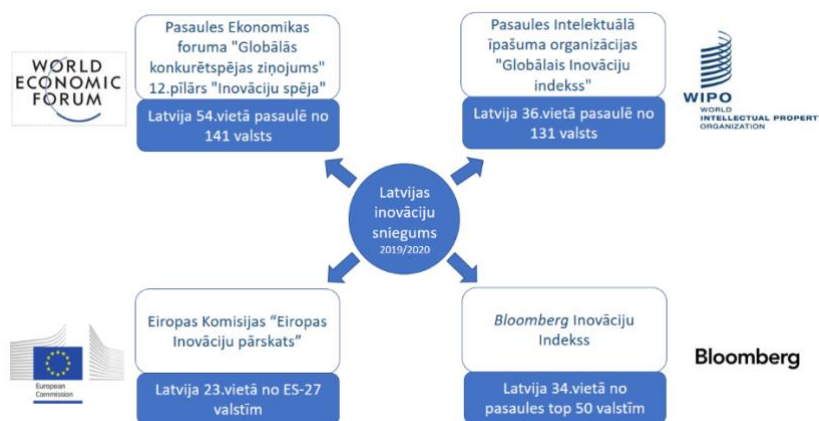 WORLD
ECONOMIC
FORUM
Pasaules Ekonomikas
foruma "Globālās
konkurētspējas ziņojums"
12.pīlārs "Inovāciju spēja"
Latvija 54.vietā pasaulē no
141 valsts
Pasaules Intelektuālā
īpašuma organizācijas
"Globālais Inovāciju
indekss"
Latvija 36.vietā pasaulē no
131 valsts
WIPO
WORLD
INTELLECTUAL PROPERTY
ORGANIZATION
Latvijas
inovāciju
sniegums
2019/2020
European
Commission
Eiropas Komisijas “Eiropas
Inovāciju pārskats”
Latvija 23.vietā no ES-27
valstīm
Bloomberg Inovāciju
Indekss
Latvija 34.vietā no
pasaules top 50 valstīm
Bloomberg